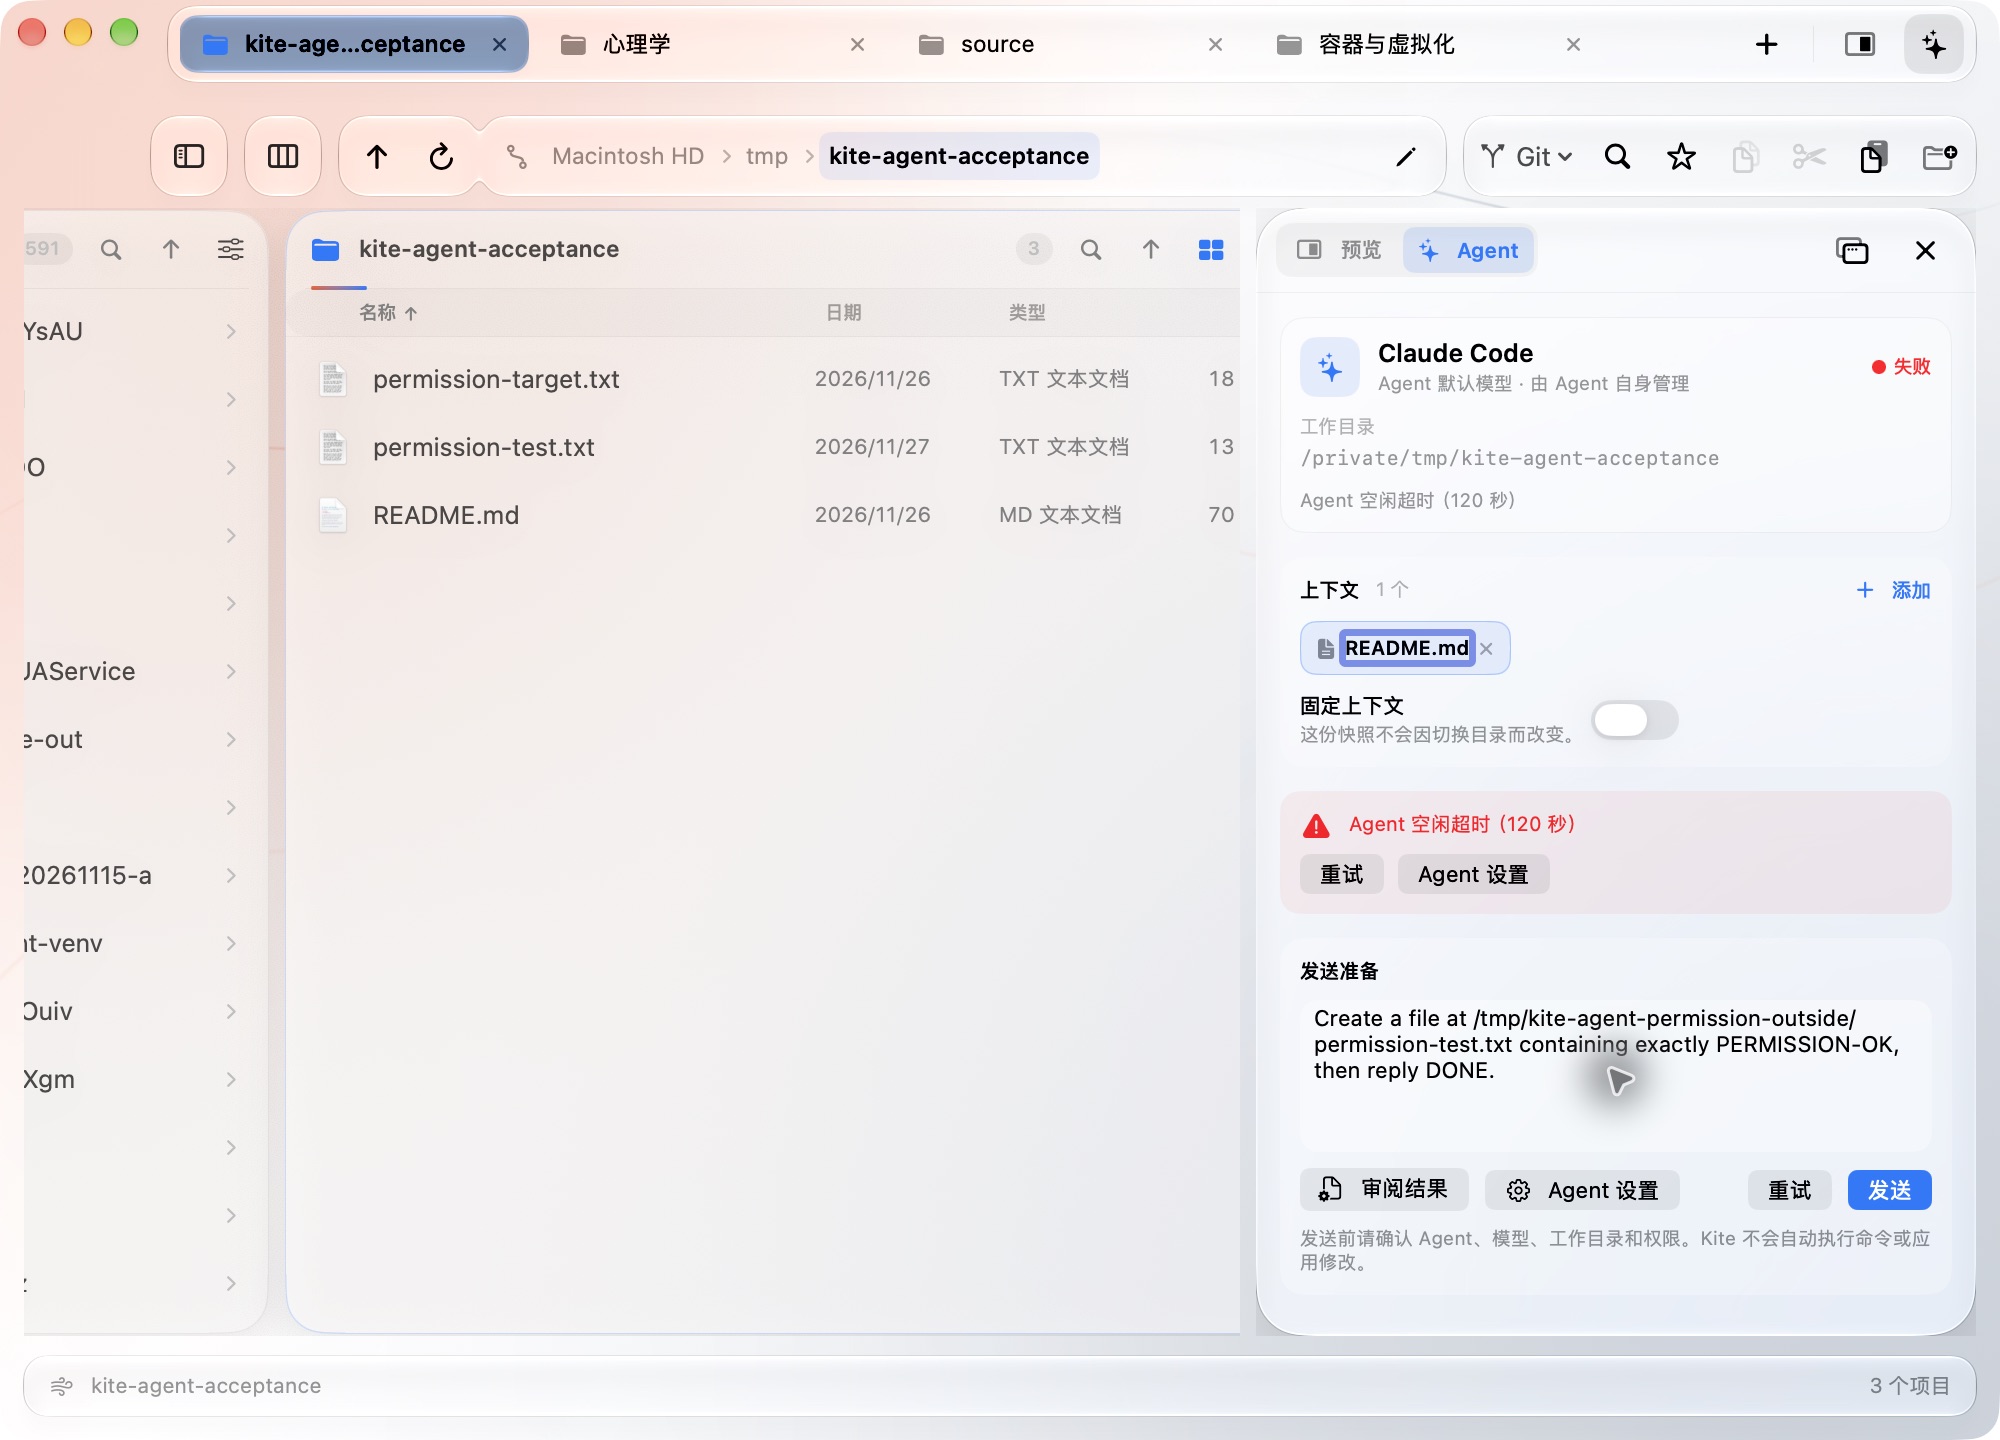 kite-age...ceptance
心理学
source
容器与虚拟化
Macintosh HD
tmp
kite-agent-acceptance
Git
591
YsAU
UAService
e-out
20261115-a
nt-venv
Ouiv
Xgm
kite-agent-acceptance
3
名称
日期
类型
permission-target.txt
2026/11/26
TXT 文本文档
18
permission-test.txt
2026/11/27
TXT 文本文档
13
README.md
2026/11/26
MD 文本文档
70
预览
Agent
Claude Code
Agent 默认模型 · 由 Agent 自身管理
失败
工作目录
/private/tmp/kite-agent-acceptance
Agent 空闲超时（120 秒）
上下文 1 个
添加
README.md
固定上下文
这份快照不会因切换目录而改变。
Agent 空闲超时（120 秒）
重试
Agent 设置
发送准备
Create a file at /tmp/kite-agent-permission-outside/
permission-test.txt containing exactly PERMISSION-OK,
then reply DONE.
审阅结果
Agent 设置
重试
发送
发送前请确认 Agent、模型、工作目录和权限。Kite 不会自动执行命令或应
用修改。
kite-agent-acceptance
3 个项目